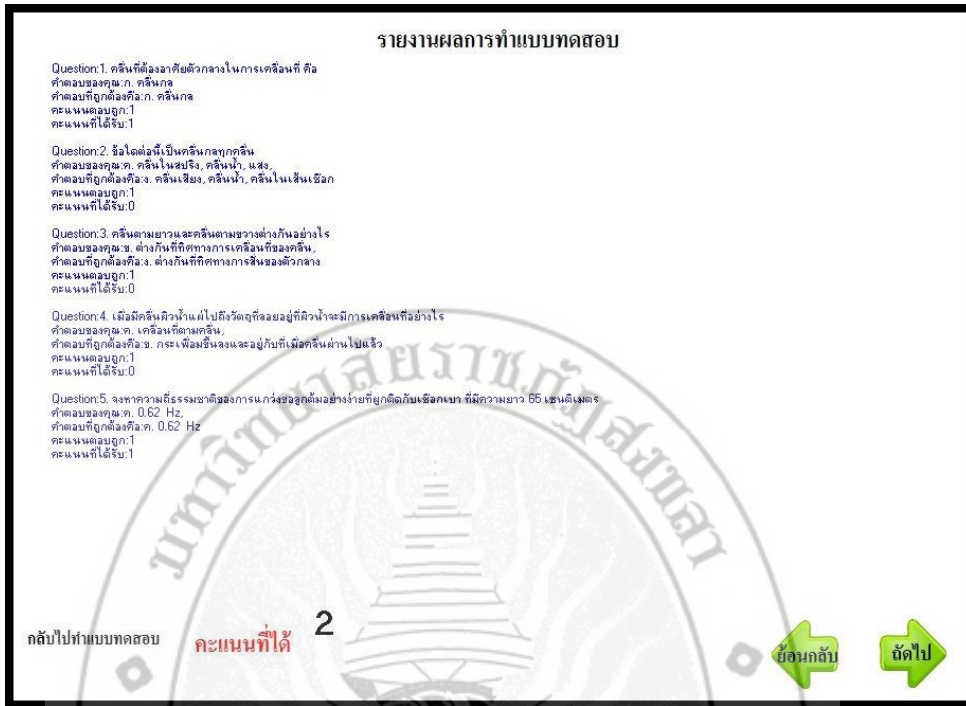 รายงานผลการทำแบบทดสอบ
Question:1. คลื่นที่ต้องอาศัยตัวกลางในการเคลื่อนที่ คือ
คำตอบของคุณ:ก. คลื่นกล
คำตอบที่ถูกต้องคือ:ก. คลื่นกล
คะแนนตอบถูก:1
คะแนนที่ได้รับ:1
Question:2. ข้อใดต่อนี้เป็นคลื่นกลทุกคลื่น
คำตอบของคุณ:ค. คลื่นในสปริง, คลื่นน้ำ, แสง,
คำตอบที่ถูกต้องคือ:ง. คลื่นเสียง, คลื่นน้ำ, คลื่นในเส้นเชือก
คะแนนตอบถูก:1
คะแนนที่ได้รับ:0
Question:3. คลื่นตามยาวและคลื่นตามขวางต่างกันอย่างไร
คำตอบของคุณ:ข. ต่างกันที่ทิศทางการเคลื่อนที่ของคลื่น,
คำตอบที่ถูกต้องคือ:ง. ต่างกันที่ทิศทางการสั่นของตัวกลาง
คะแนนตอบถูก:1
คะแนนที่ได้รับ:0
Question:4. เมื่อมีคลื่นผิวน้ำแผ่ไปถึงวัตถุที่ลอยอยู่ที่ผิวน้ำจะมีการเคลื่อนที่อย่างไร
คำตอบของคุณ:ค. เคลื่อนที่ตามคลื่น,
คำตอบที่ถูกต้องคือ:ข. กระเพื่อมขึ้นลงและอยู่กับที่เมื่อคลื่นผ่านไปแล้ว
คะแนนตอบถูก:1
คะแนนที่ได้รับ:0
Question:5. จงหาความถี่ธรรมชาติของการแกว่งขอลูกตุ้มอย่างง่ายที่ผูกติดกับเชือกเบา ที่มีความยาว 65 เซนติเมตร
คำตอบของคุณ:ค. 0.62 Hz,
คำตอบที่ถูกต้องคือ:ค. 0.62 Hz
คะแนนตอบถูก:1
คะแนนที่ได้รับ:1
มหาวิทยาลัยราชภัฏสงขลา
กลับไปทำแบบทดสอบ
คะแนนที่ได้ 2
ย้อนกลับ
ถัดไป